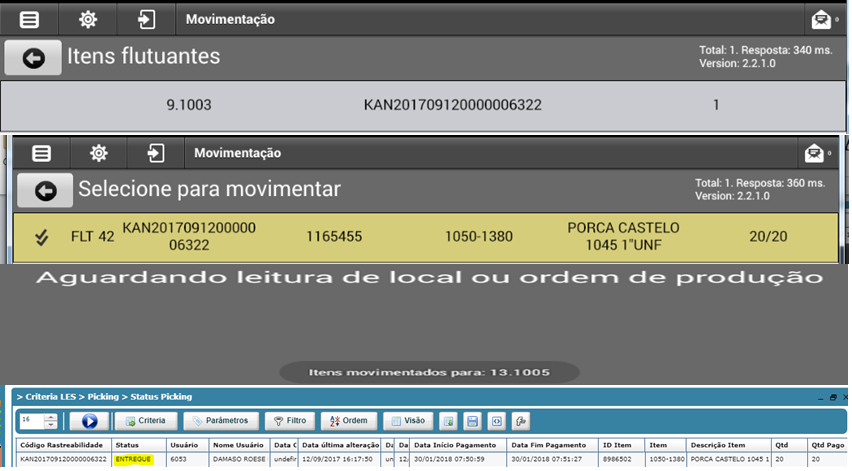 Movimentação
0
Itens flutuantes
Total: 1. Resposta: 340 ms.
Version: 2.2.1.0
9.1003 KAN201709120000006322 1
Movimentação
0
Selecione para movimentar
Total: 1. Resposta: 360 ms.
Version: 2.2.1.0
FLT 42 KAN2017091200000 06322 1165455 1050-1380 PORCA CASTELO 1045 1"UNF 20/20
Aguardando leitura de local ou ordem de produção
Itens movimentados para: 13.1005
> Criteria LES > Picking > Status Picking
16 Criteria Parâmetros Filtro Ordem Visão
Código Rastreabilidade Status Usuário Nome Usuário Data C Data última alteração Da Da Data Início Pagamento Data Fim Pagamento ID Item Item Descrição Item Qtd Qtd Pago
KAN201709120000006322 ENTREGUE 6053 DAMASO ROESE undefir 12/09/2017 16:17:50 un 12/ 30/01/2018 07:50:59 30/01/2018 07:51:27 8986502 1050-1380 PORCA CASTELO 1045 1 20 20